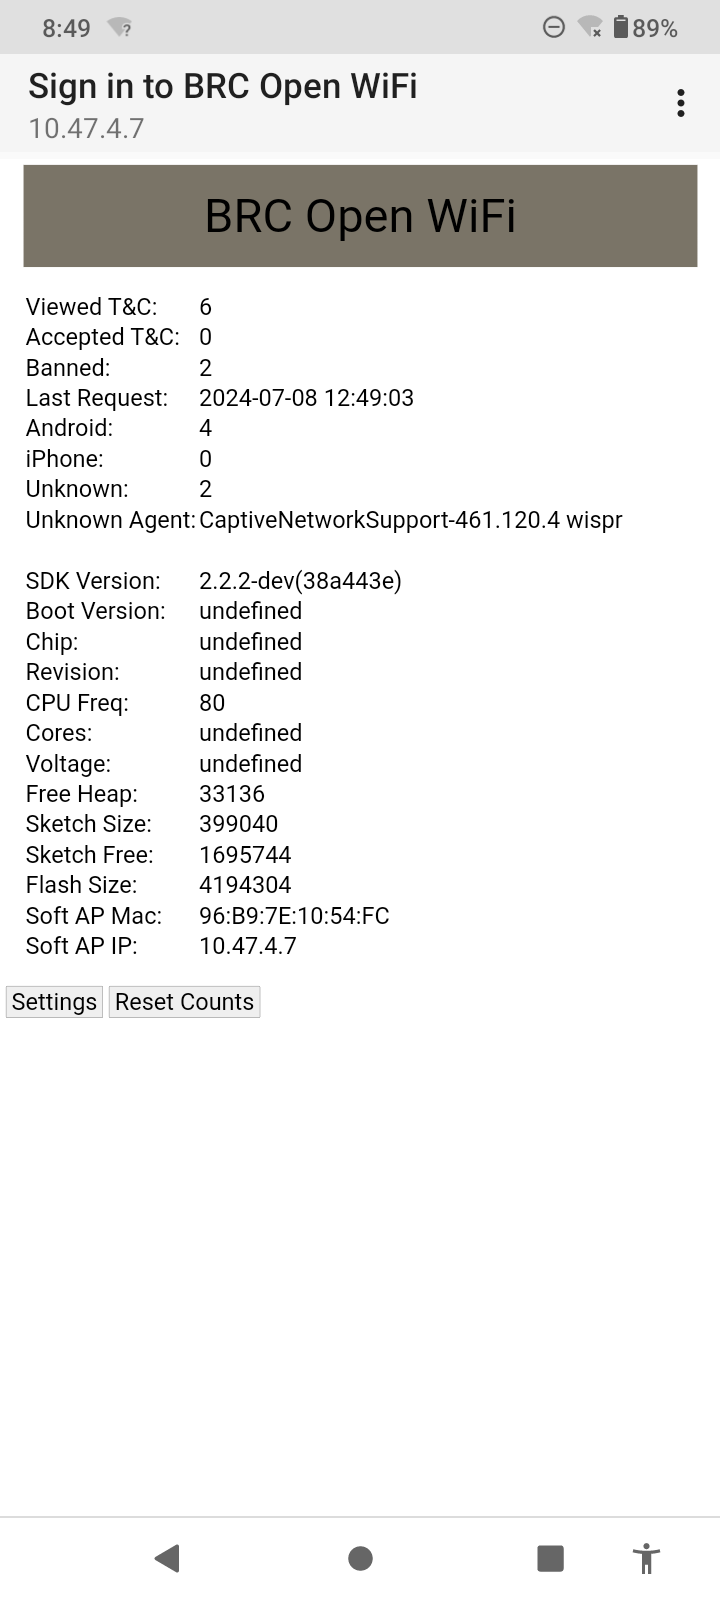 8:49
89%
Sign in to BRC Open WiFi
10.47.4.7
BRC Open WiFi
Viewed T&C: 6
Accepted T&C: 0
Banned: 2
Last Request: 2024-07-08 12:49:03
Android: 4
iPhone: 0
Unknown: 2
Unknown Agent: CaptiveNetworkSupport-461.120.4 wispr
SDK Version: 2.2.2-dev(38a443e)
Boot Version: undefined
Chip: undefined
Revision: undefined
CPU Freq: 80
Cores: undefined
Voltage: undefined
Free Heap: 33136
Sketch Size: 399040
Sketch Free: 1695744
Flash Size: 4194304
Soft AP Mac: 96:B9:7E:10:54:FC
Soft AP IP: 10.47.4.7
Settings Reset Counts